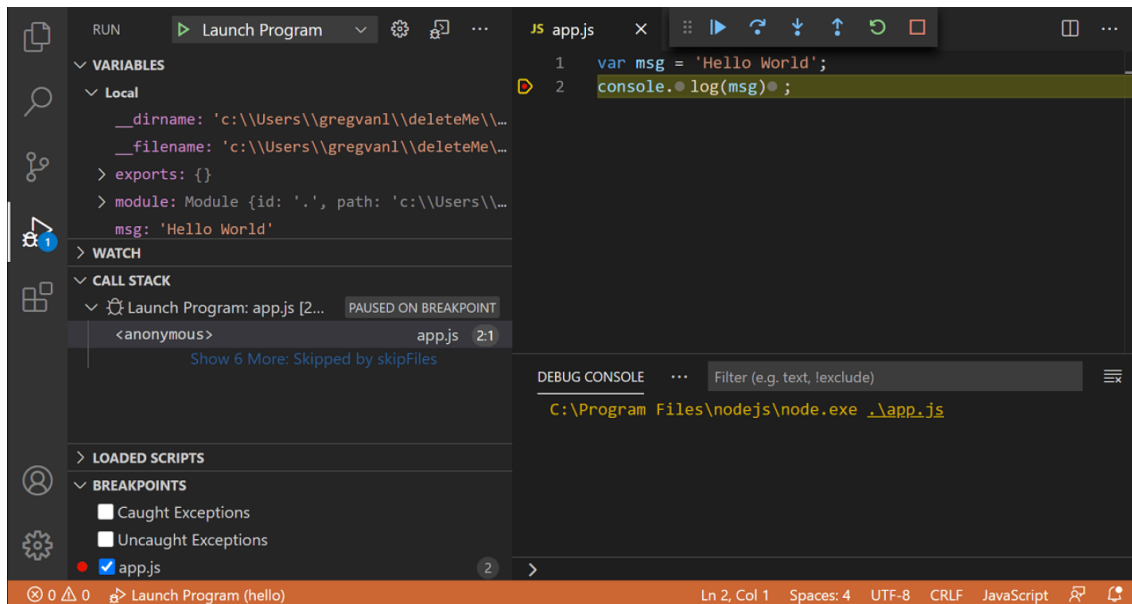 RUN
Launch Program
VARIABLES
Local
__dirname: 'c:\\Users\\gregvanl\\deleteMe\\…
__filename: 'c:\\Users\\gregvanl\\deleteMe\…
exports: {}
module: Module {id: '.', path: 'c:\\Users\\…
msg: 'Hello World'
1
WATCH
CALL STACK
Launch Program: app.js [2... PAUSED ON BREAKPOINT
<anonymous> app.js 2:1
Show 6 More: Skipped by skipFiles
LOADED SCRIPTS
BREAKPOINTS
Caught Exceptions
Uncaught Exceptions
app.js 2
JS app.js
1 var msg = 'Hello World';
2 console. log(msg) ;
DEBUG CONSOLE ··· Filter (e.g. text, !exclude)
C:\Program Files\nodejs\node.exe .\app.js
0 0 Launch Program (hello) Ln 2, Col 1 Spaces: 4 UTF-8 CRLF JavaScript